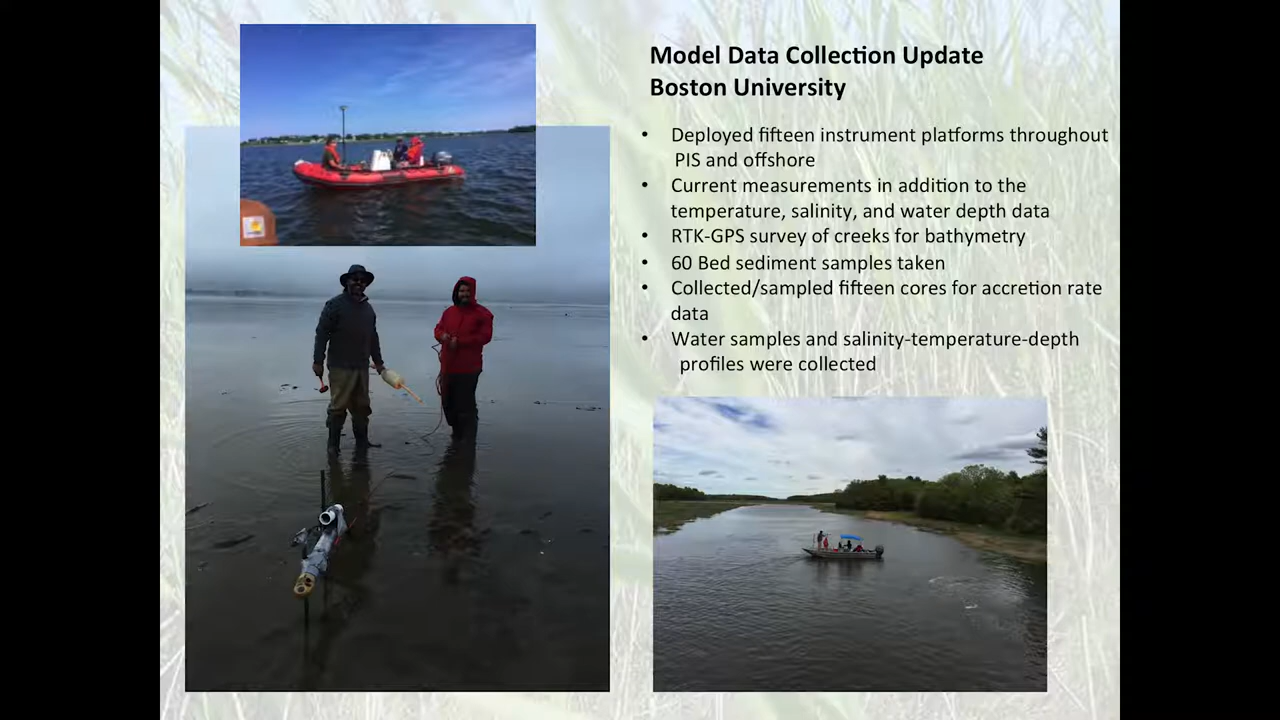 Model Data Collection Update
Boston University
• Deployed fifteen instrument platforms throughout
PIS and offshore
• Current measurements in addition to the
temperature, salinity, and water depth data
• RTK-GPS survey of creeks for bathymetry
• 60 Bed sediment samples taken
• Collected/sampled fifteen cores for accretion rate
data
• Water samples and salinity-temperature-depth
profiles were collected